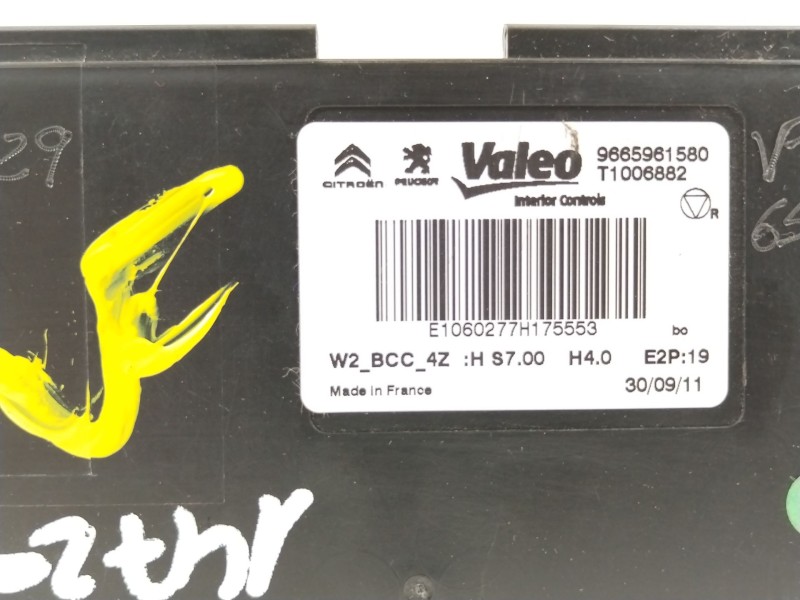 29
CITROËN PEUGEOT Valeo 9665961580
T1006882
Interior Controls
R
E1060277H175553
bo
W2_BCC_4Z :H S7.00 H4.0 E2P:19
Made in France 30/09/11